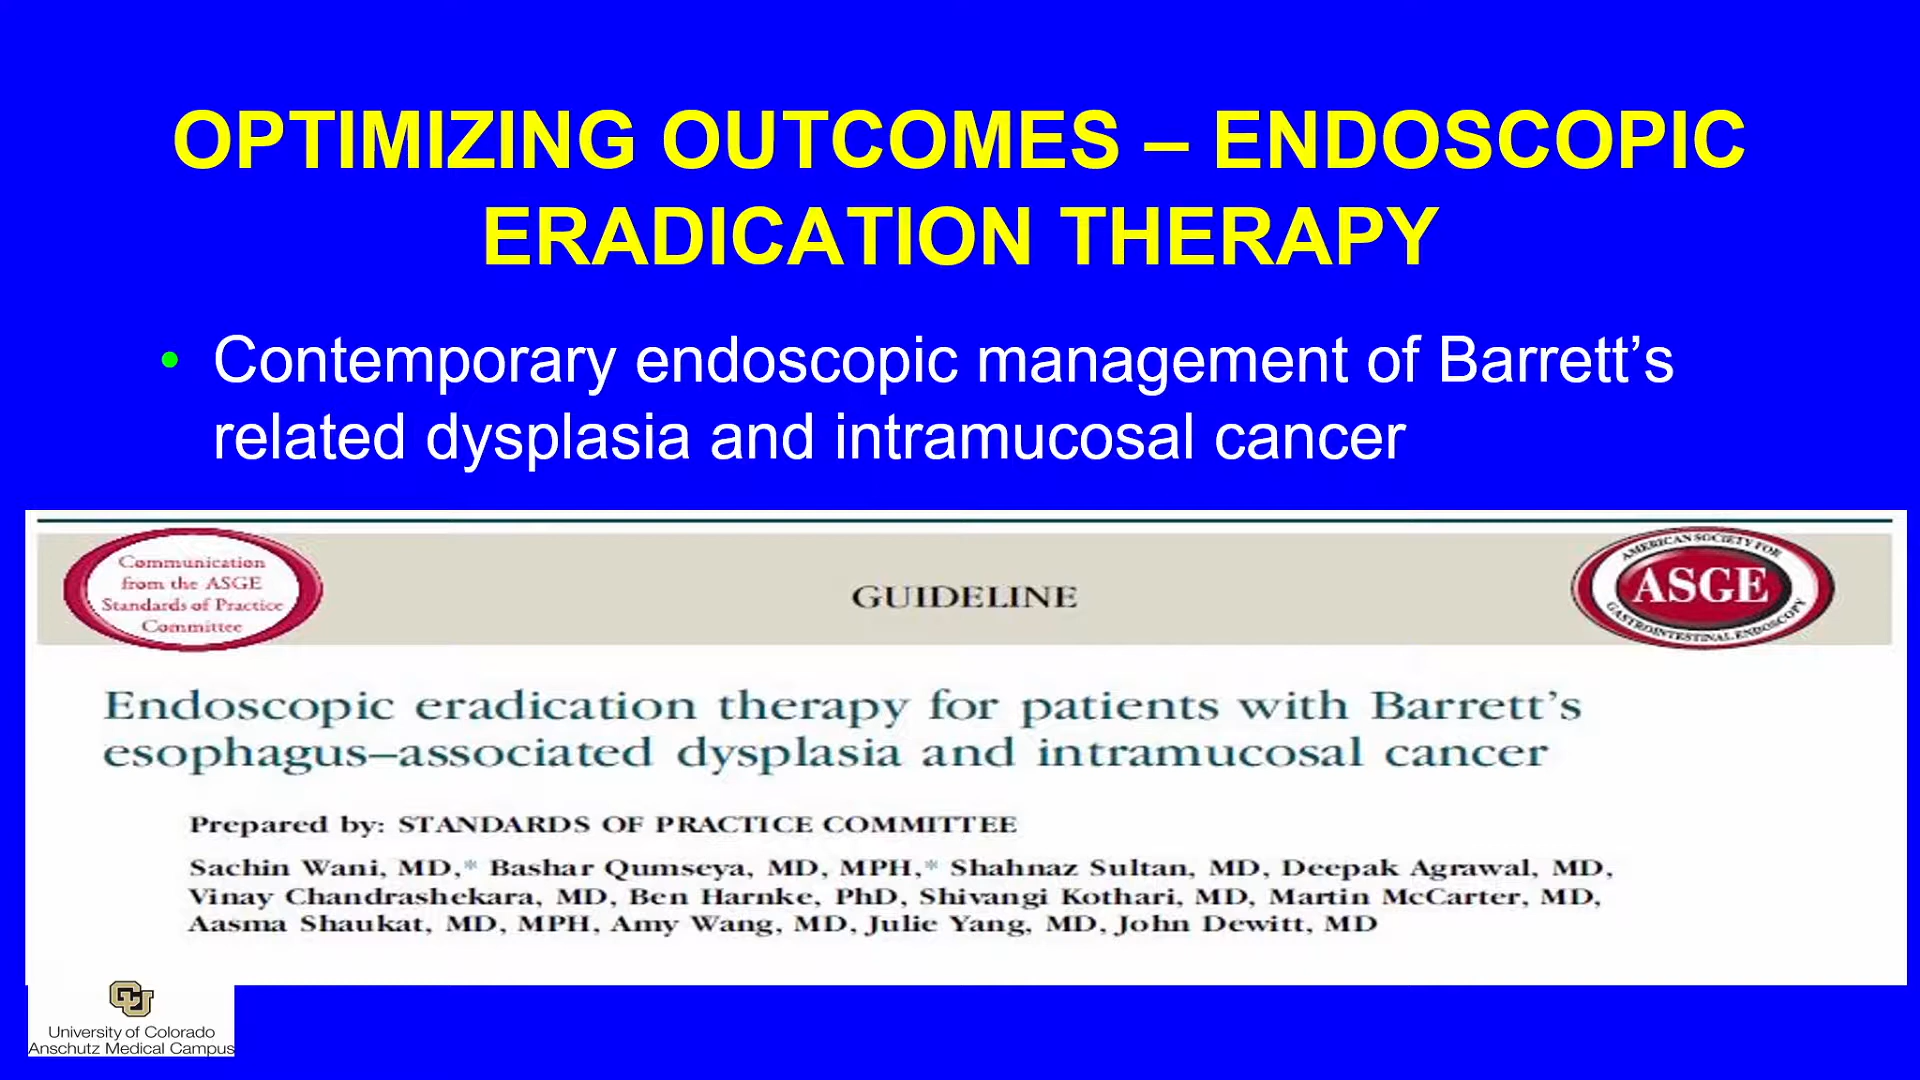 OPTIMIZING OUTCOMES – ENDOSCOPIC
ERADICATION THERAPY
• Contemporary endoscopic management of Barrett’s
related dysplasia and intramucosal cancer
Communication
from the ASGE
Standards of Practice
Committee
GUIDELINE
AMERICAN SOCIETY FOR
ASGE
GASTROINTESTINAL ENDOSCOPY
Endoscopic eradication therapy for patients with Barrett’s
esophagus–associated dysplasia and intramucosal cancer
Prepared by: STANDARDS OF PRACTICE COMMITTEE
Sachin Wani, MD,* Bashar Qumseya, MD, MPH,* Shahnaz Sultan, MD, Deepak Agrawal, MD,
Vinay Chandrashekara, MD, Ben Harnke, PhD, Shivangi Kothari, MD, Martin McCarter, MD,
Aasma Shaukat, MD, MPH, Amy Wang, MD, Julie Yang, MD, John Dewitt, MD
CU
University of Colorado
Anschutz Medical Campus